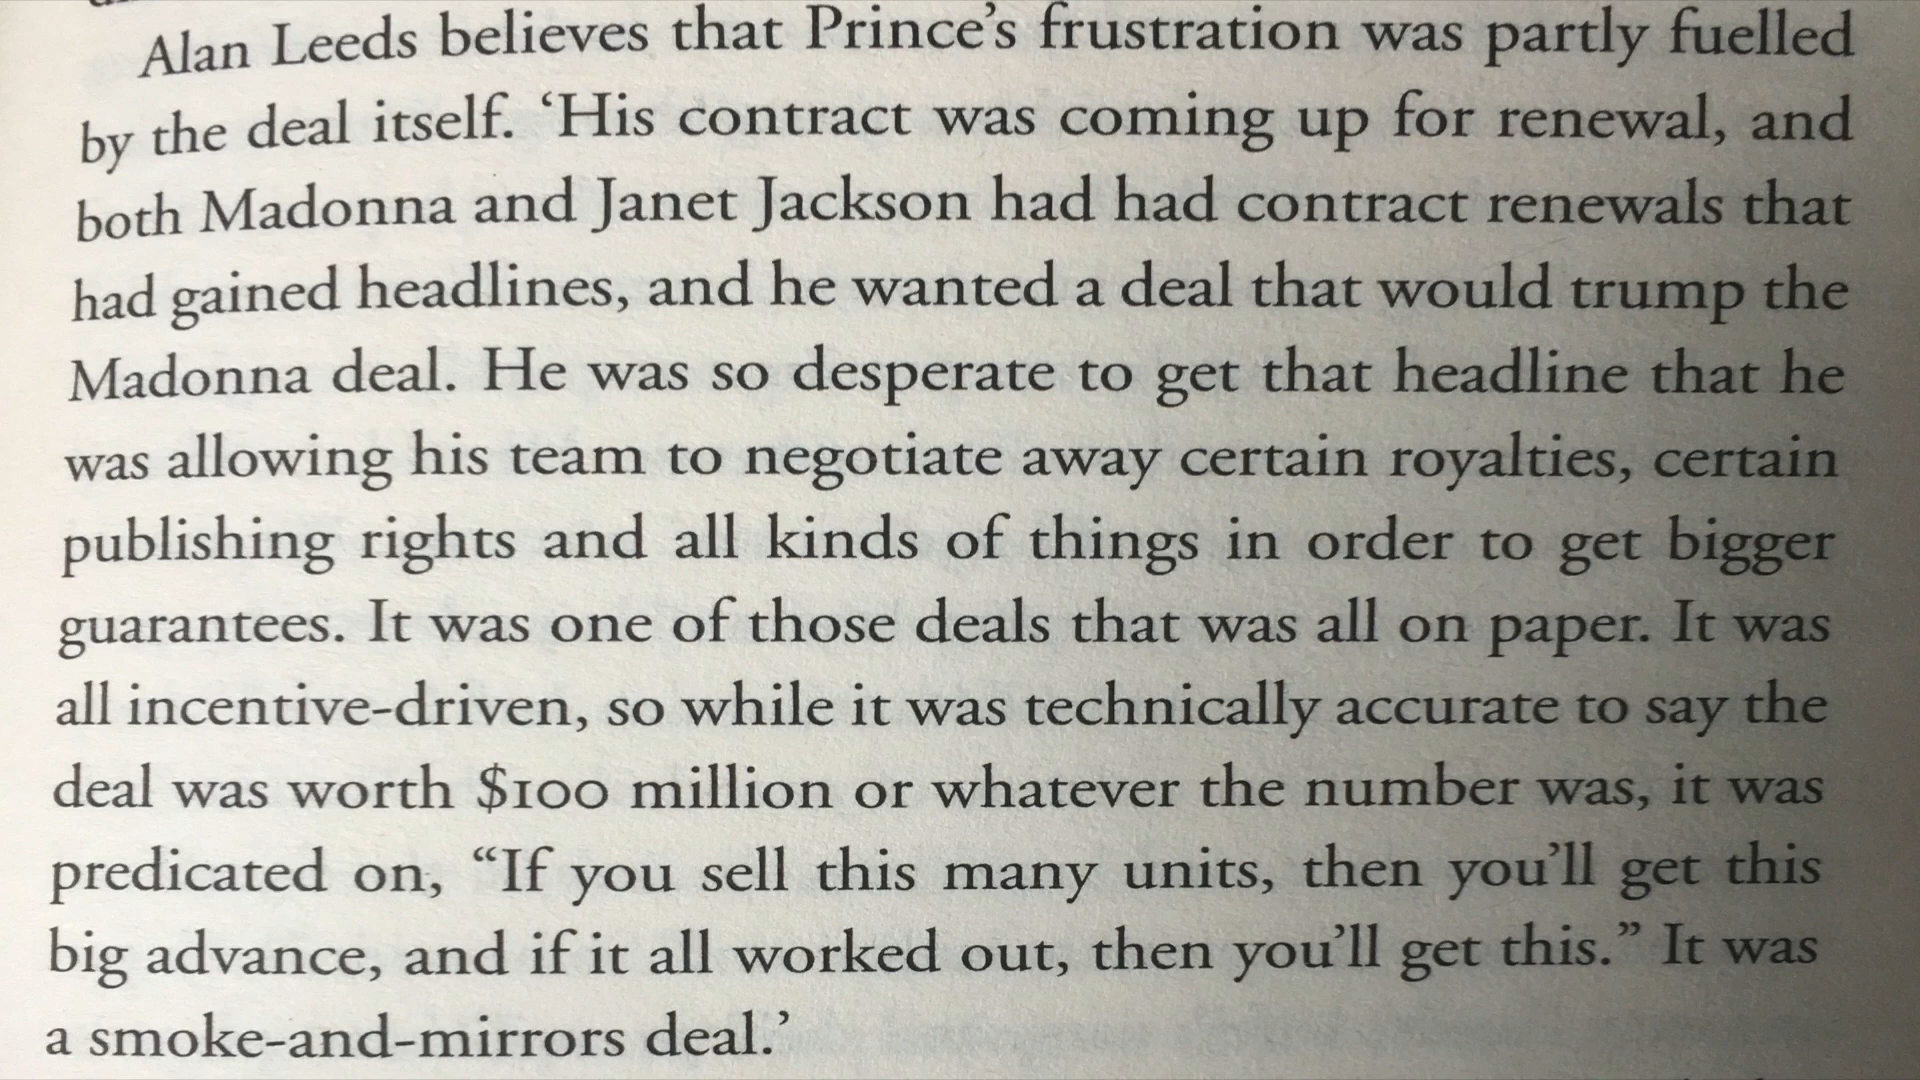 Alan Leeds believes that Prince's frustration was partly fuelled
by the deal itself. ‘His contract was coming up for renewal, and
both Madonna and Janet Jackson had had contract renewals that
had gained headlines, and he wanted a deal that would trump the
Madonna deal. He was so desperate to get that headline that he
was allowing his team to negotiate away certain royalties, certain
publishing rights and all kinds of things in order to get bigger
guarantees. It was one of those deals that was all on paper. It was
all incentive-driven, so while it was technically accurate to say the
deal was worth $100 million or whatever the number was, it was
predicated on, “If you sell this many units, then you’ll get this
big advance, and if it all worked out, then you’ll get this.” It was
a smoke-and-mirrors deal.’